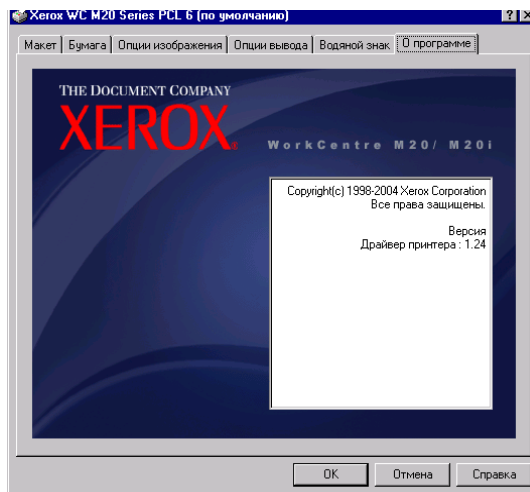 Xerox WC M20 Series PCL 6 (по умолчанию)
Макет Бумага Опции изображения Опции вывода Водяной знак О программе
THE DOCUMENT COMPANY
XEROX
WorkCentre M20/ M20i
Copyright(c) 1998-2004 Xerox Corporation
Все права защищены.
Версия
Драйвер принтера : 1.24
OK Отмена Справка